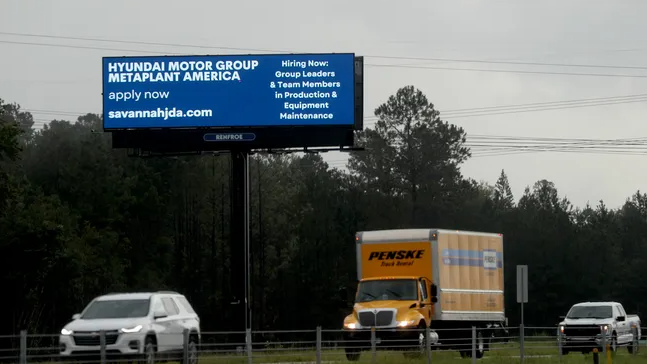 HYUNDAI MOTOR GROUP
METAPLANT AMERICA
apply now
savannahjda.com
Hiring Now:
Group Leaders
& Team Members
in Production &
Equipment
Maintenance
RENFROE
PENSKE
Truck Rental